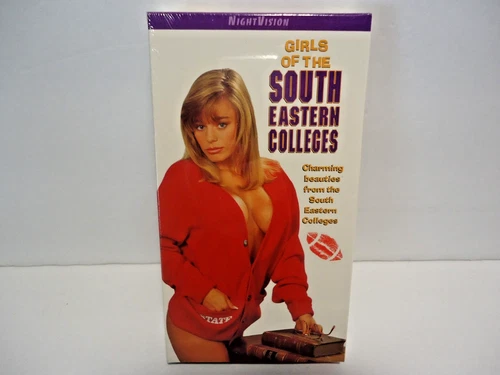 NIGHTVISION
GIRLS
OF THE
SOUTH
EASTERN
COLLEGES
Charming
beauties
from the
South
Eastern
Colleges
STATE